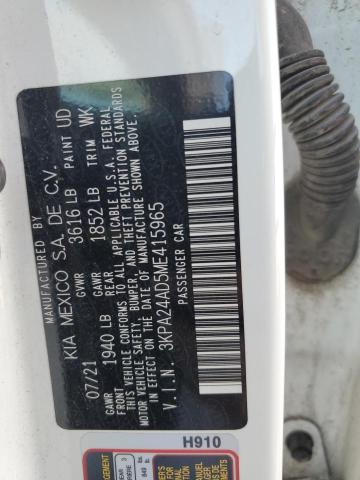 MANUFACTURED BY
KIA MEXICO S.A. DE C.V.
07/21 GVWR 3616 LB PAINT UD
GAWR FRONT 1940 LB GAWR REAR 1852 LB TRIM WK
THIS VEHICLE CONFORMS TO ALL APPLICABLE U.S.A. FEDERAL
MOTOR VEHICLE SAFETY, BUMPER, AND THEFT PREVENTION STANDARDS
IN EFFECT ON THE DATE OF MANUFACTURE SHOWN ABOVE
V.I.N. 3KPA24AD5ME415965
PASSENGER CAR
H910
849 lb.